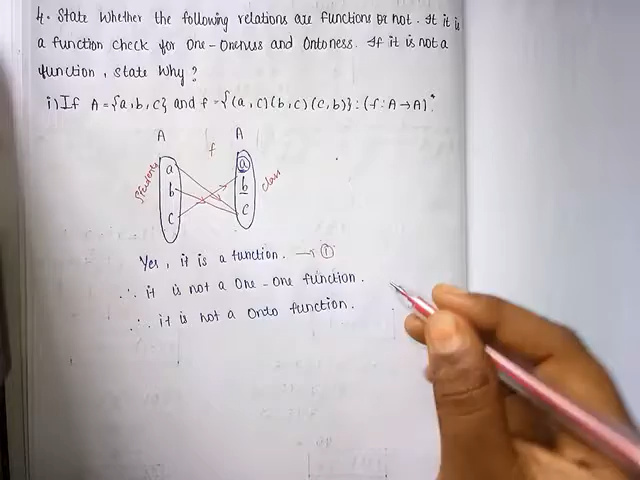 4. State whether the following relations are functions or not. If it is
a function check for One-Oneness and Ontoness. If it is not a
function, state why?
i) If A = {a, b, c} and f = {(a, c)(b, c)(c, b)} : (f : A → A).
A f A
students a a class
b b
c c
Yes, it is a function. → ①
∴ it is not a One-One function.
∴ it is not a Onto function.